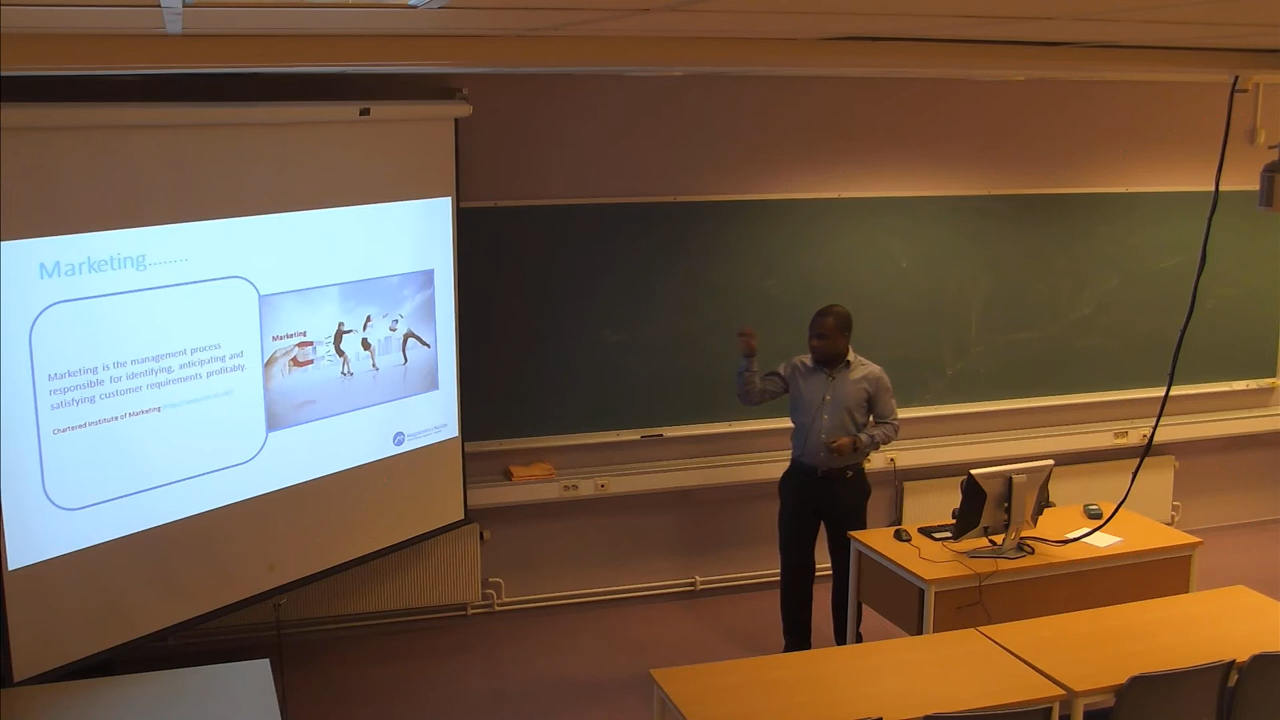 Marketing........
Marketing is the management process
responsible for identifying, anticipating and
satisfying customer requirements profitably.
Chartered Institute of Marketing
Marketing